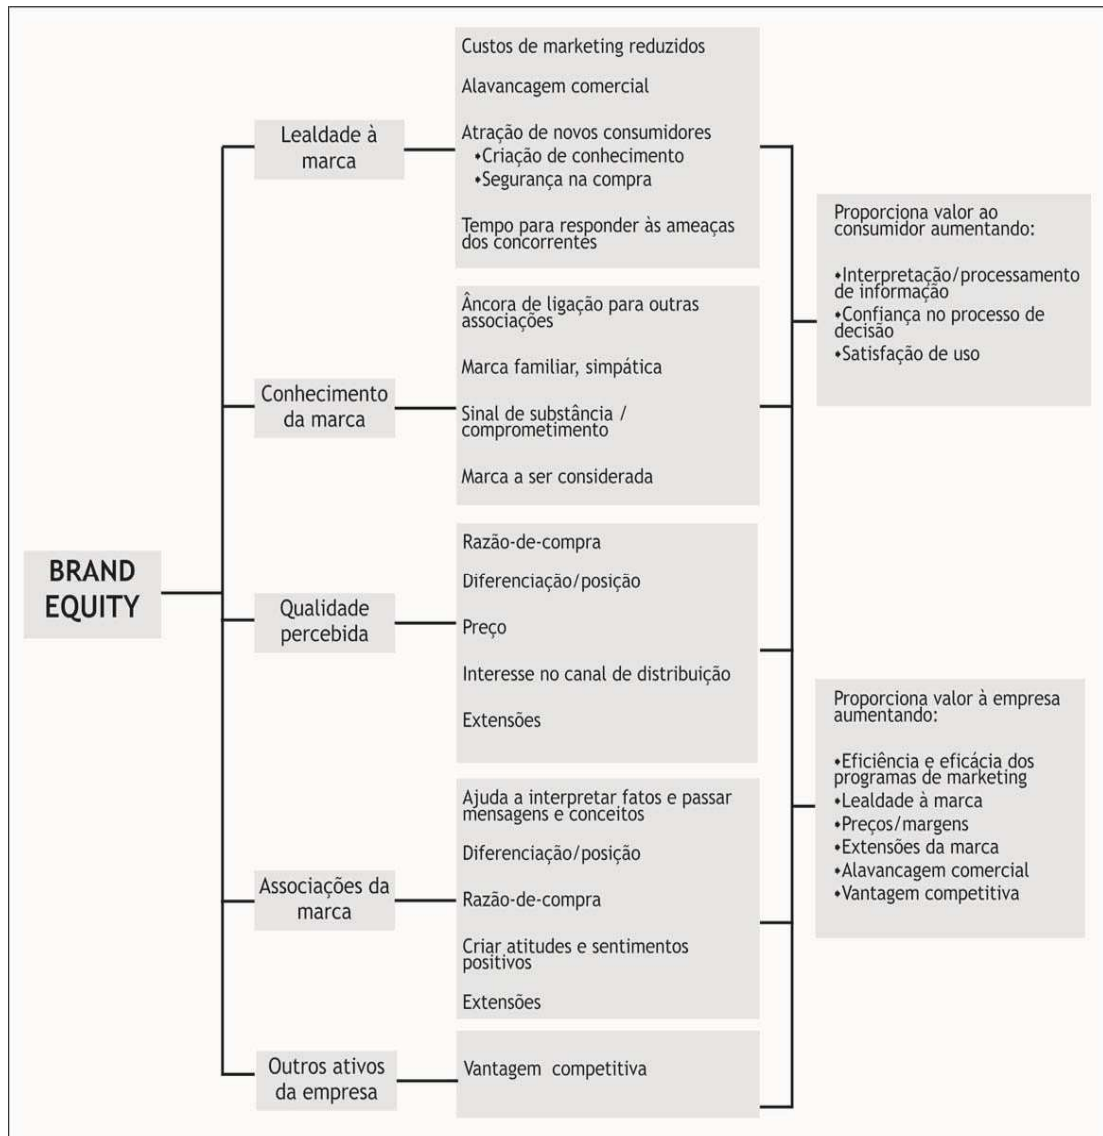 BRAND
EQUITY
Lealdade à
marca
Custos de marketing reduzidos
Alavancagem comercial
Atração de novos consumidores
•Criação de conhecimento
•Segurança na compra
Tempo para responder às ameaças
dos concorrentes
Conhecimento
da marca
Âncora de ligação para outras
associações
Marca familiar, simpática
Sinal de substância /
comprometimento
Marca a ser considerada
Qualidade
percebida
Razão-de-compra
Diferenciação/posição
Preço
Interesse no canal de distribuição
Extensões
Associações da
marca
Ajuda a interpretar fatos e passar
mensagens e conceitos
Diferenciação/posição
Razão-de-compra
Criar atitudes e sentimentos
positivos
Extensões
Outros ativos
da empresa
Vantagem competitiva
Proporciona valor ao
consumidor aumentando:
•Interpretação/processamento
de informação
•Confiança no processo de
decisão
•Satisfação de uso
Proporciona valor à empresa
aumentando:
•Eficiência e eficácia dos
programas de marketing
•Lealdade à marca
•Preços/margens
•Extensões da marca
•Alavancagem comercial
•Vantagem competitiva